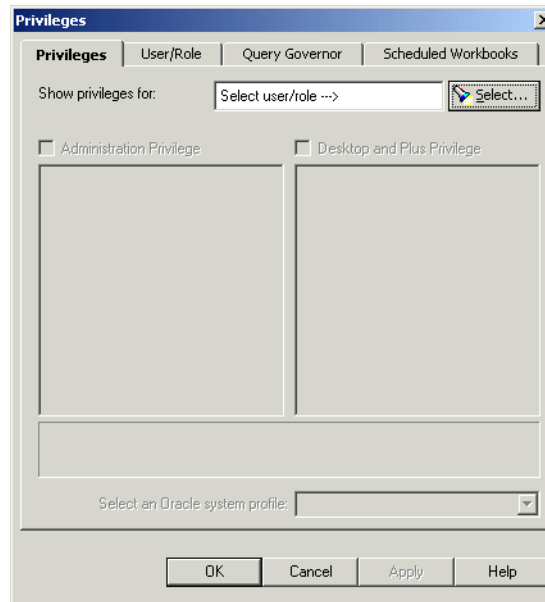 Privileges
Privileges User/Role Query Governor Scheduled Workbooks
Show privileges for: Select user/role ---> Select...
Administration Privilege Desktop and Plus Privilege
Select an Oracle system profile:
OK Cancel Apply Help